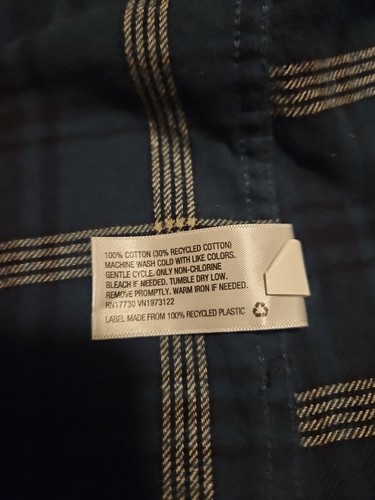 100% COTTON (30% RECYCLED COTTON)
MACHINE WASH COLD WITH LIKE COLORS.
GENTLE CYCLE. ONLY NON-CHLORINE
BLEACH IF NEEDED. TUMBLE DRY LOW.
REMOVE PROMPTLY. WARM IRON IF NEEDED.
RN17730 VN1973122
LABEL MADE FROM 100% RECYCLED PLASTIC